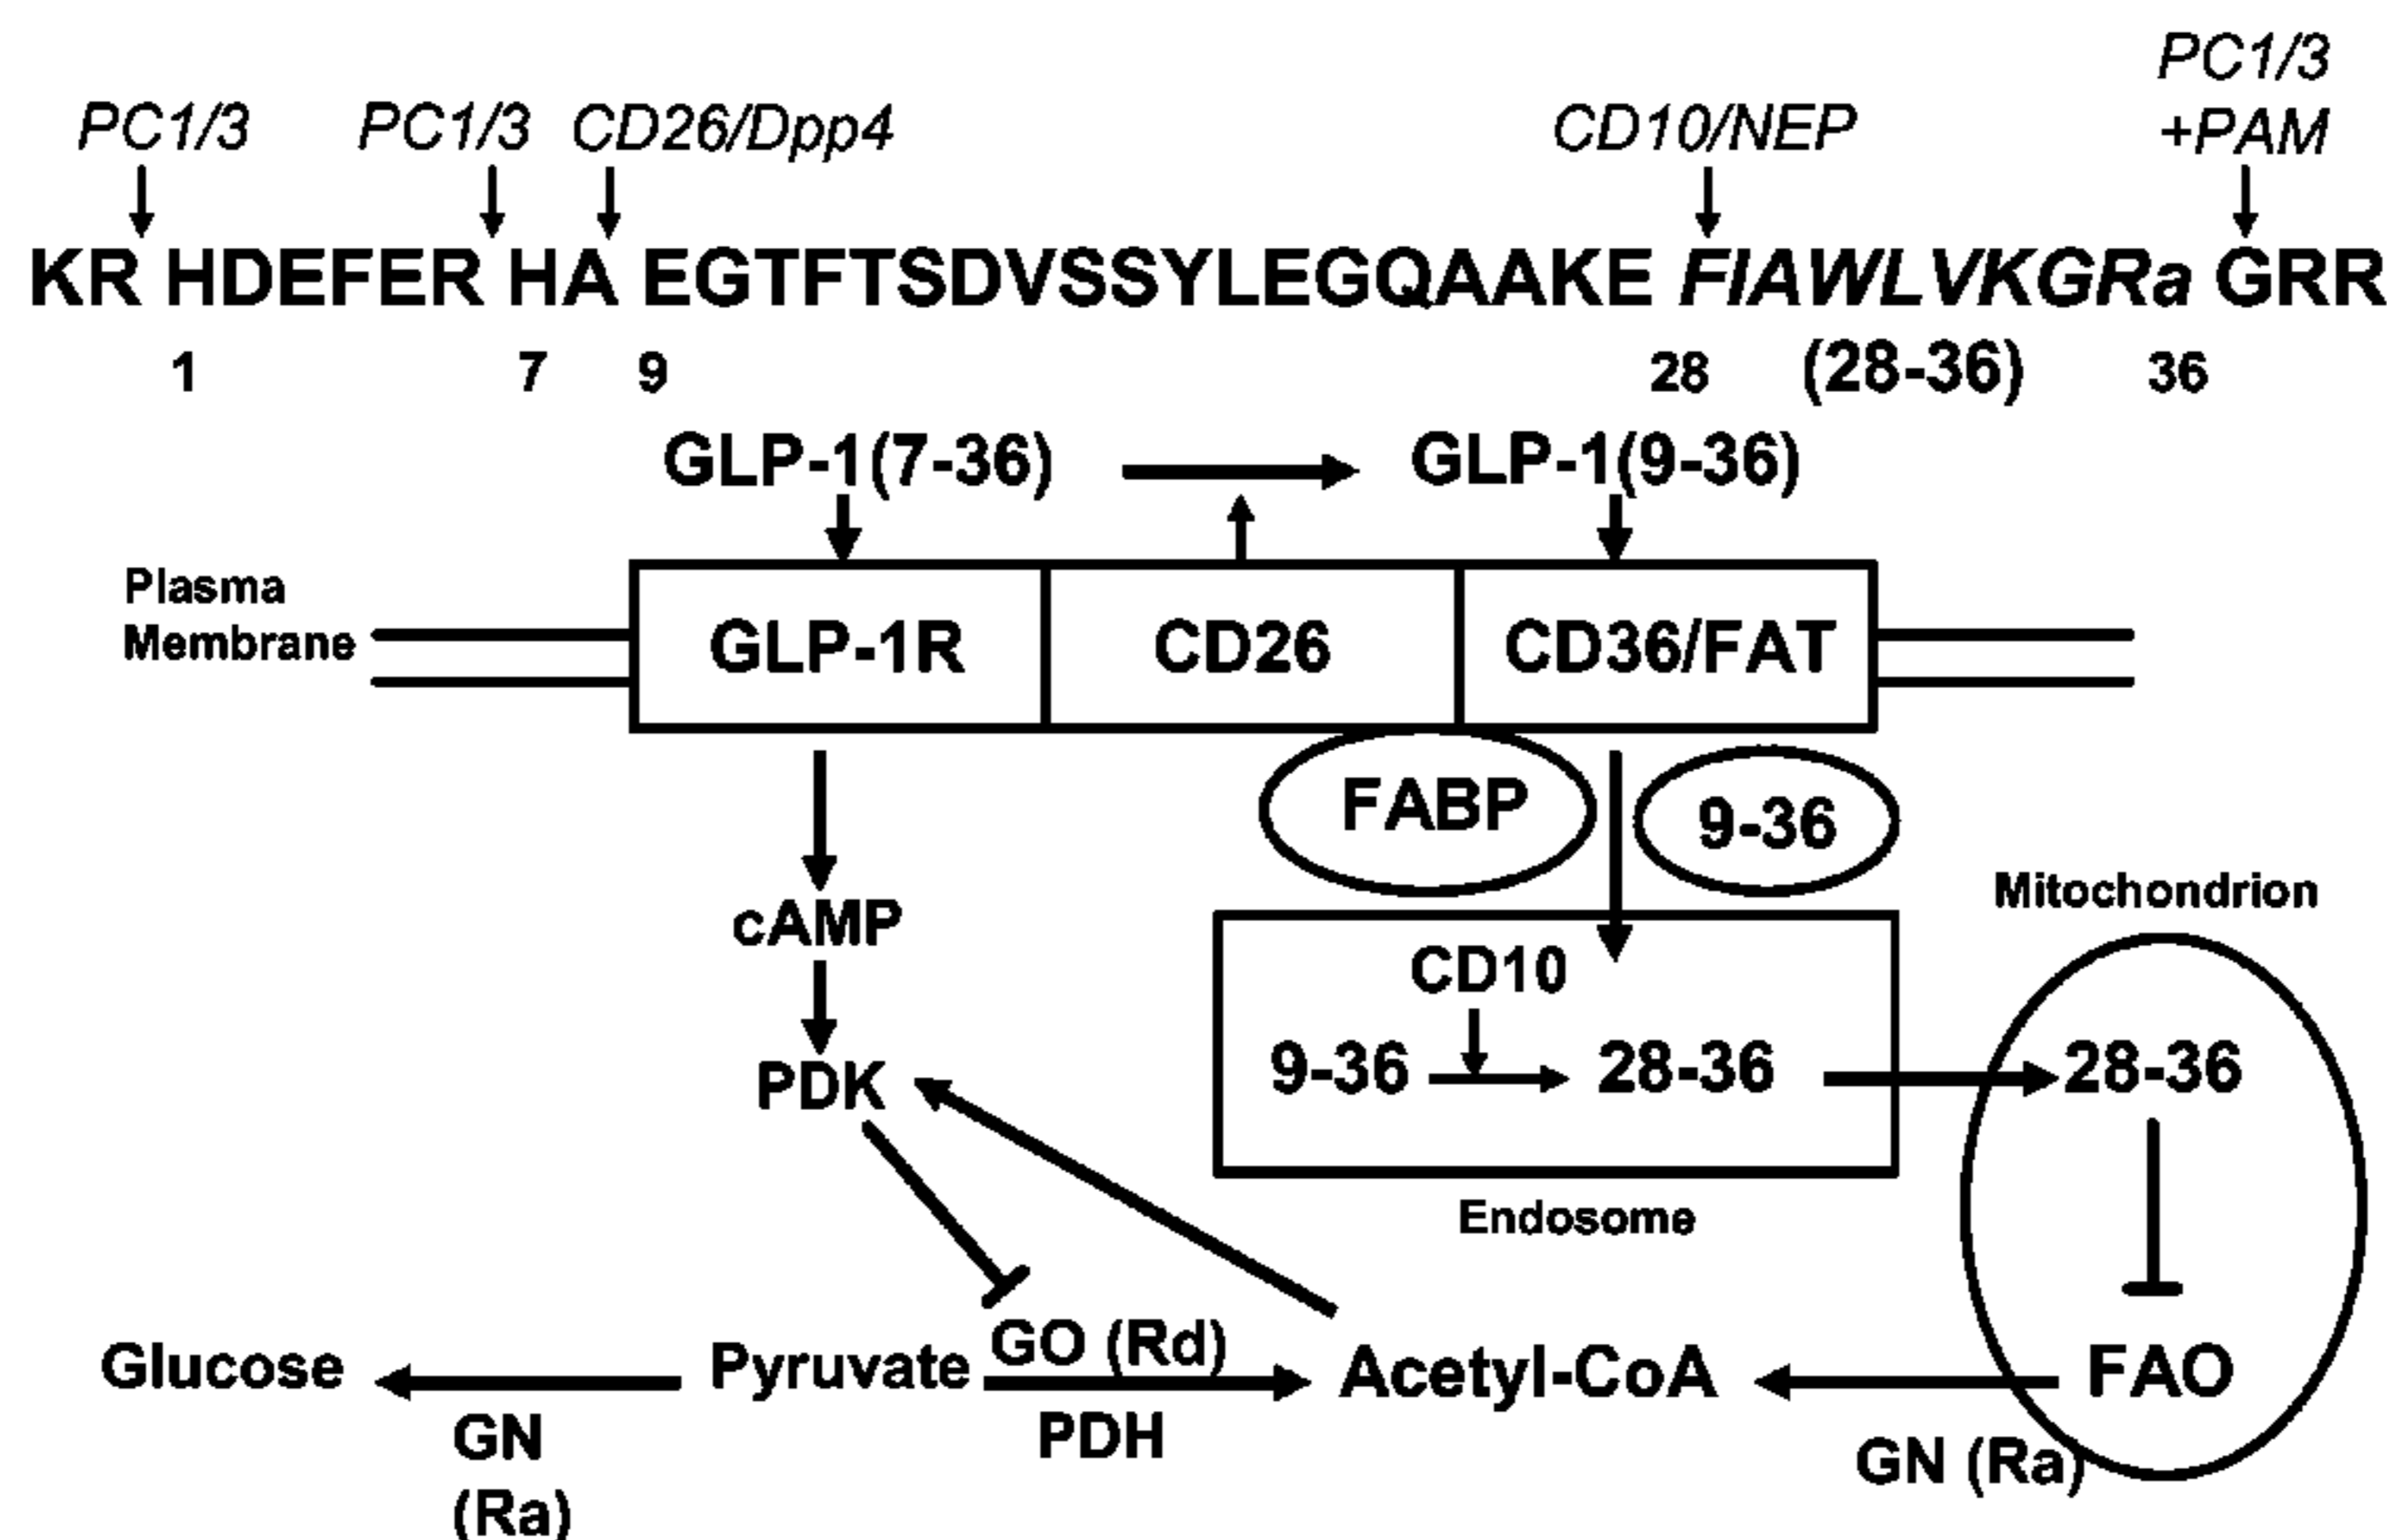 PC1/3
+PAM
PC1/3 PC1/3 CD26/Dpp4 CD10/NEP
KR HDEFER HA EGTFTSDVSSYLEGQAAKE FIAWLVKGRa GRR
1 7 9 28 (28-36) 36
GLP-1(7-36) GLP-1(9-36)
Plasma
Membrane
GLP-1R CD26 CD36/FAT
FABP 9-36
Mitochondrion
cAMP
CD10
PDK 9-36 28-36 28-36
Endosome
Glucose Pyruvate GO (Rd) Acetyl-CoA FAO
GN
(Ra)
PDH
GN (Ra)